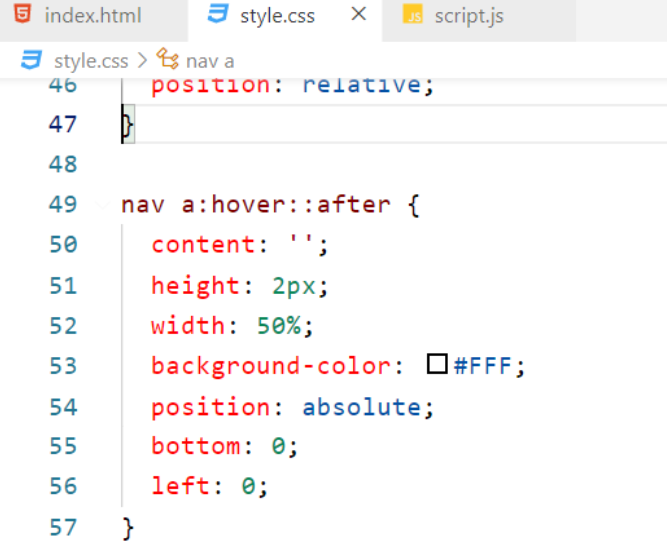 index.html style.css × script.js
style.css > nav a
46 position: relative;
47 }
48
49 nav a:hover::after {
50 content: '';
51 height: 2px;
52 width: 50%;
53 background-color: #FFF;
54 position: absolute;
55 bottom: 0;
56 left: 0;
57 }